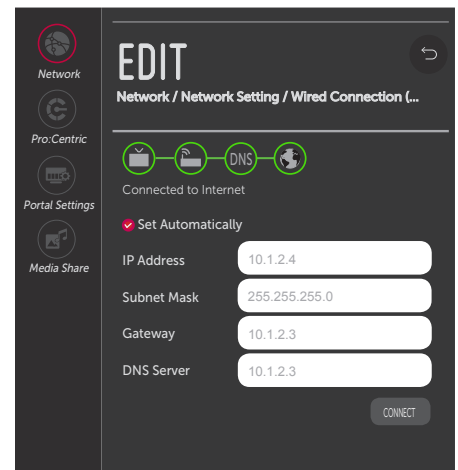 Network
Pro:Centric
Portal Settings
Media Share
EDIT
Network / Network Setting / Wired Connection (...
DNS
Connected to Internet
Set Automatically
IP Address 10.1.2.4
Subnet Mask 255.255.255.0
Gateway 10.1.2.3
DNS Server 10.1.2.3
CONNECT